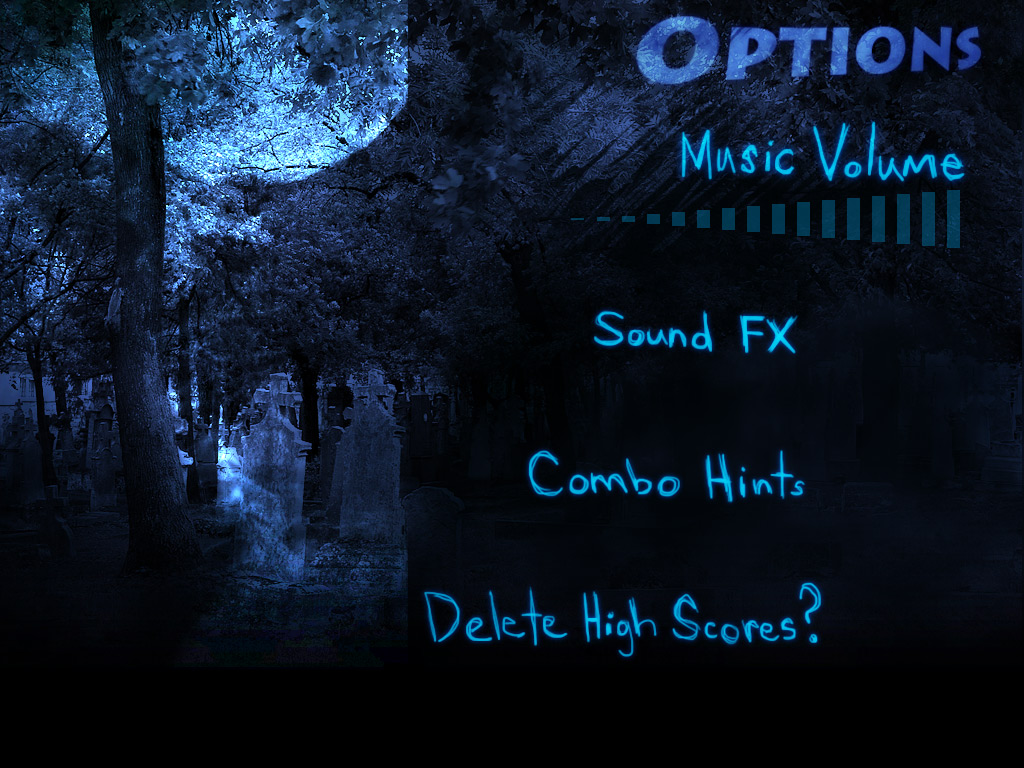 Options
Music Volume
Sound FX
Combo Hints
Delete High Scores?